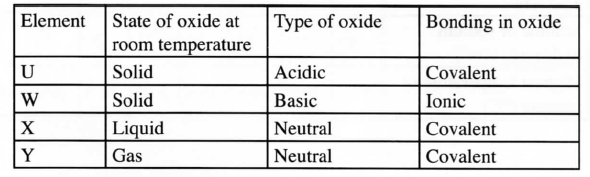 Element State of oxide at room temperature Type of oxide Bonding in oxide
U Solid Acidic Covalent
W Solid Basic Ionic
X Liquid Neutral Covalent
Y Gas Neutral Covalent